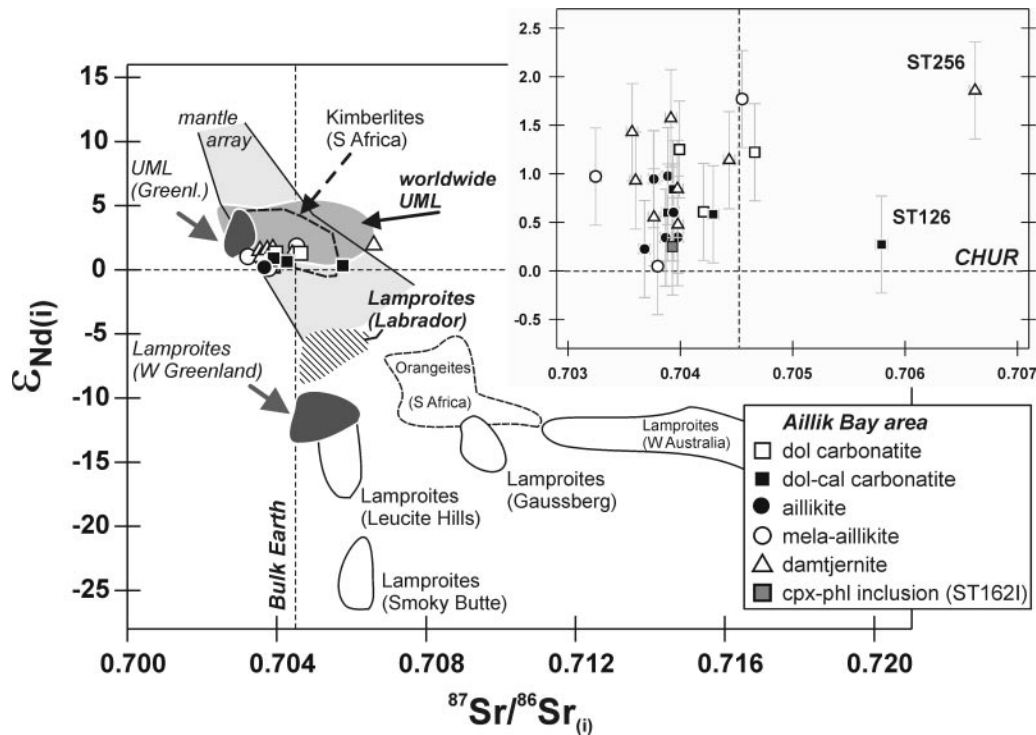 15
10
5
0
-5
-10
-15
-20
-25
εNd(i)
mantle
array
UML
(Greenl.)
Kimberlites
(S Africa)
worldwide
UML
Lamproites
(Labrador)
Lamproites
(W Greenland)
Orangeites
(S Africa)
Lamproites
(W Australia)
Lamproites
(Gaussberg)
Lamproites
(Leucite Hills)
Lamproites
(Smoky Butte)
Bulk Earth
0.700
0.704
0.708
0.712
0.716
0.720
87Sr/86Sr(i)
2.5
2.0
1.5
1.0
0.5
0.0
-0.5
ST256
ST126
CHUR
0.703
0.704
0.705
0.706
0.707
Aillik Bay area
dol carbonatite
dol-cal carbonatite
aillikite
mela-aillikite
damtjernite
cpx-phl inclusion (ST162I)